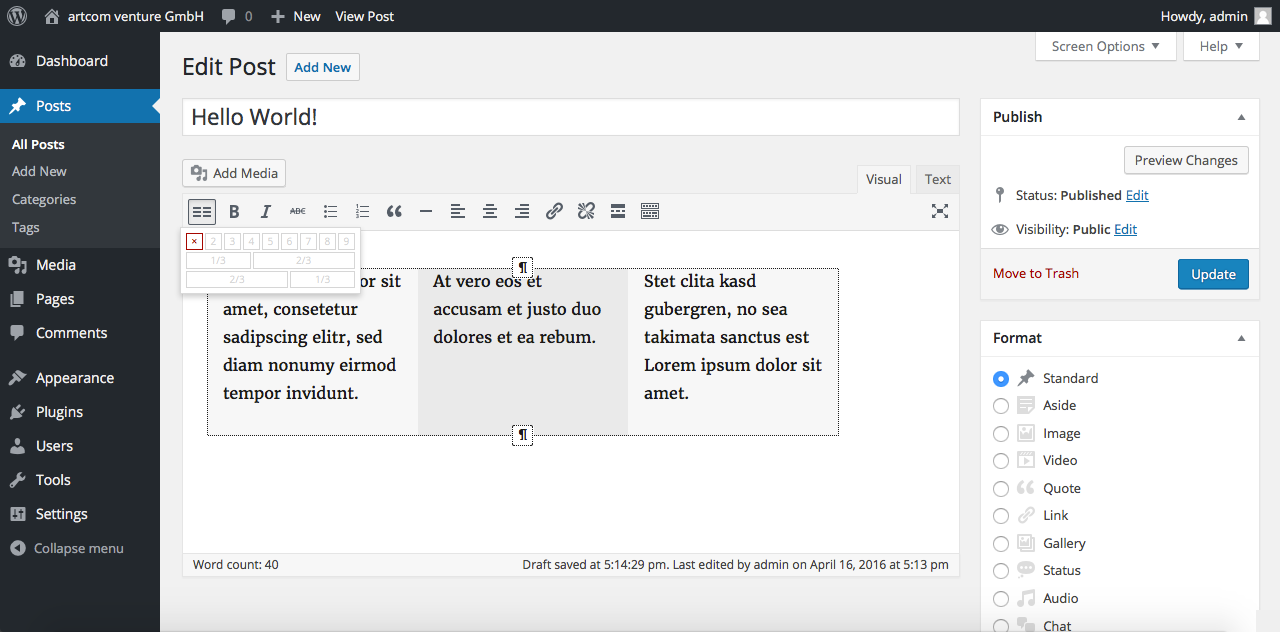 artcom venture GmbH 0 New View Post Howdy, admin
Dashboard
Posts
All Posts
Add New
Categories
Tags
Media
Pages
Comments
Appearance
Plugins
Users
Tools
Settings
Collapse menu
Screen Options Help
Edit Post Add New
Hello World!
Add Media
Visual Text
B I ABC
× 2 3 4 5 6 7 8 9
1/3 2/3
2/3 1/3
¶
or sit
amet, consetetur
sadipscing elitr, sed
diam nonumy eirmod
tempor invidunt.
At vero eos et
accusam et justo duo
dolores et ea rebum.
Stet clita kasd
gubergren, no sea
takimata sanctus est
Lorem ipsum dolor sit
amet.
¶
Word count: 40 Draft saved at 5:14:29 pm. Last edited by admin on April 16, 2016 at 5:13 pm
Publish
Preview Changes
Status: Published Edit
Visibility: Public Edit
Move to Trash Update
Format
Standard
Aside
Image
Video
Quote
Link
Gallery
Status
Audio
Chat